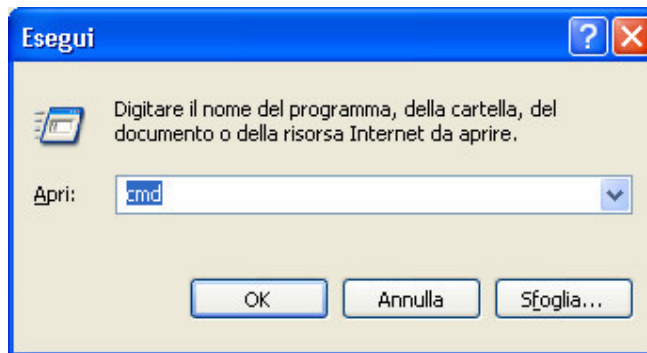 Esegui
Digitare il nome del programma, della cartella, del
documento o della risorsa Internet da aprire.
Apri: cmd
OK Annulla Sfoglia...